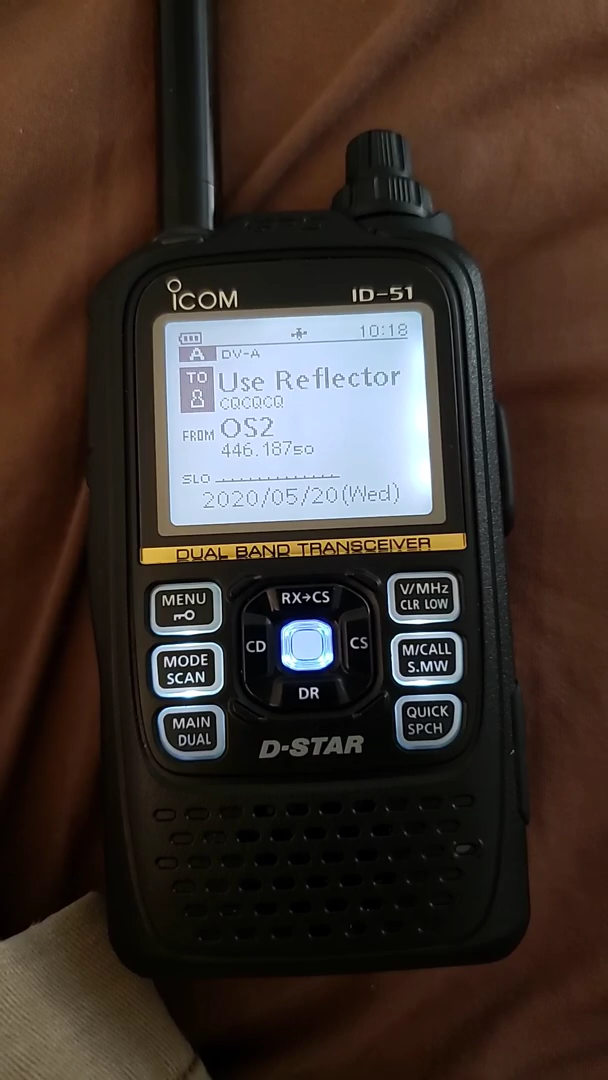 ICOM ID-51
10:18
A DV-A
TO Use Reflector
CQCQCQ
FROM OS2
446.18750
SLO
2020/05/20(Wed)
DUAL BAND TRANSCEIVER
MENU
RX→CS
V/MHz
CLR LOW
MODE
SCAN
CD
CS
M/CALL
S.MW
MAIN
DUAL
DR
QUICK
SPCH
D-STAR